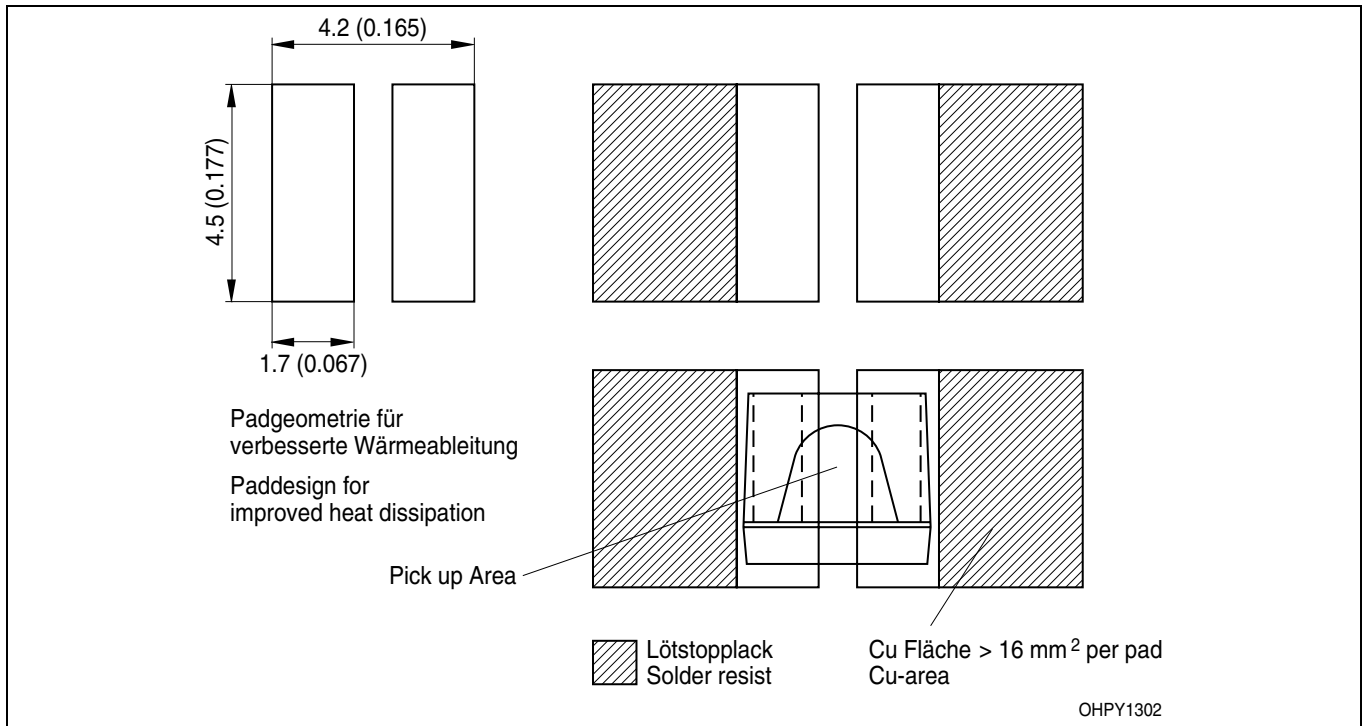 4.2 (0.165)
4.5 (0.177)
1.7 (0.067)
Padgeometrie für
verbesserte Wärmeableitung
Paddesign for
improved heat dissipation
Pick up Area
Lötstopplack
Solder resist
Cu Fläche > 16 mm 2 per pad
Cu-area
OHPY1302